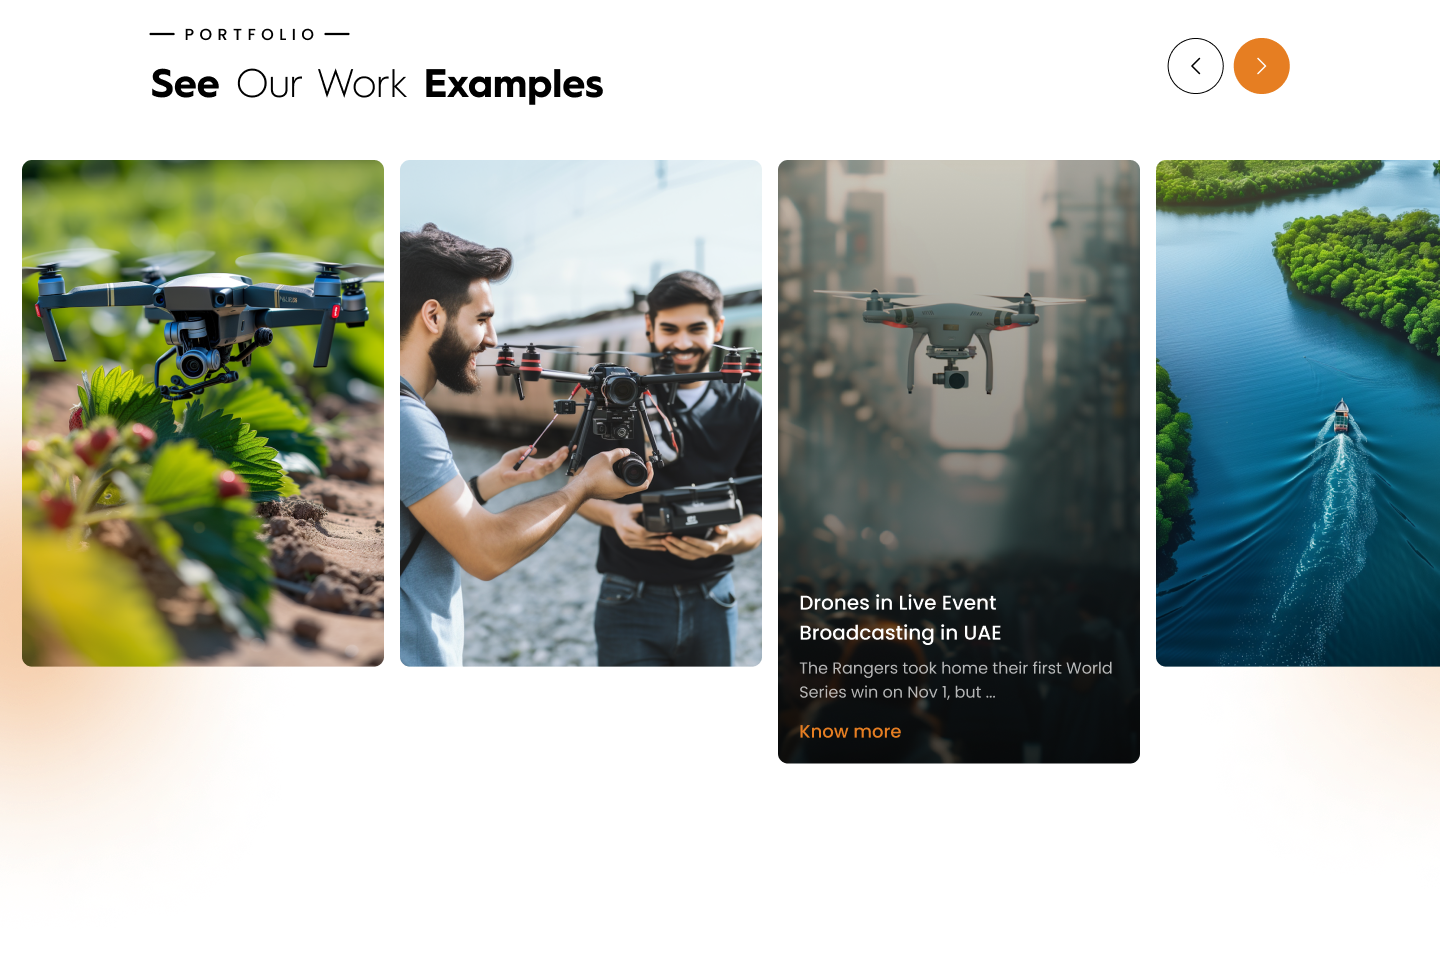 PORTFOLIO
See Our Work Examples
Drones in Live Event
Broadcasting in UAE
The Rangers took home their first World
Series win on Nov 1, but ...
Know more